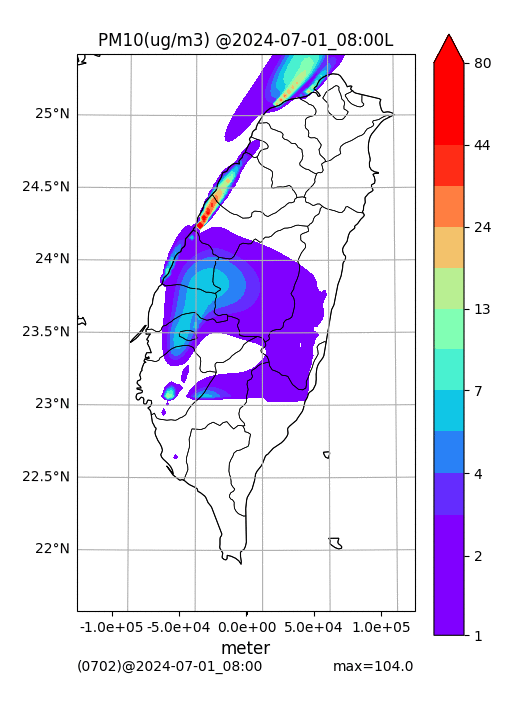 PM10(ug/m3) @2024-07-01_08:00L
80
44
24
13
7
4
2
1
25°N
24.5°N
24°N
23.5°N
23°N
22.5°N
22°N
-1.0e+05 -5.0e+04 0.0e+00 5.0e+04 1.0e+05
meter
(0702)@2024-07-01_08:00 max=104.0